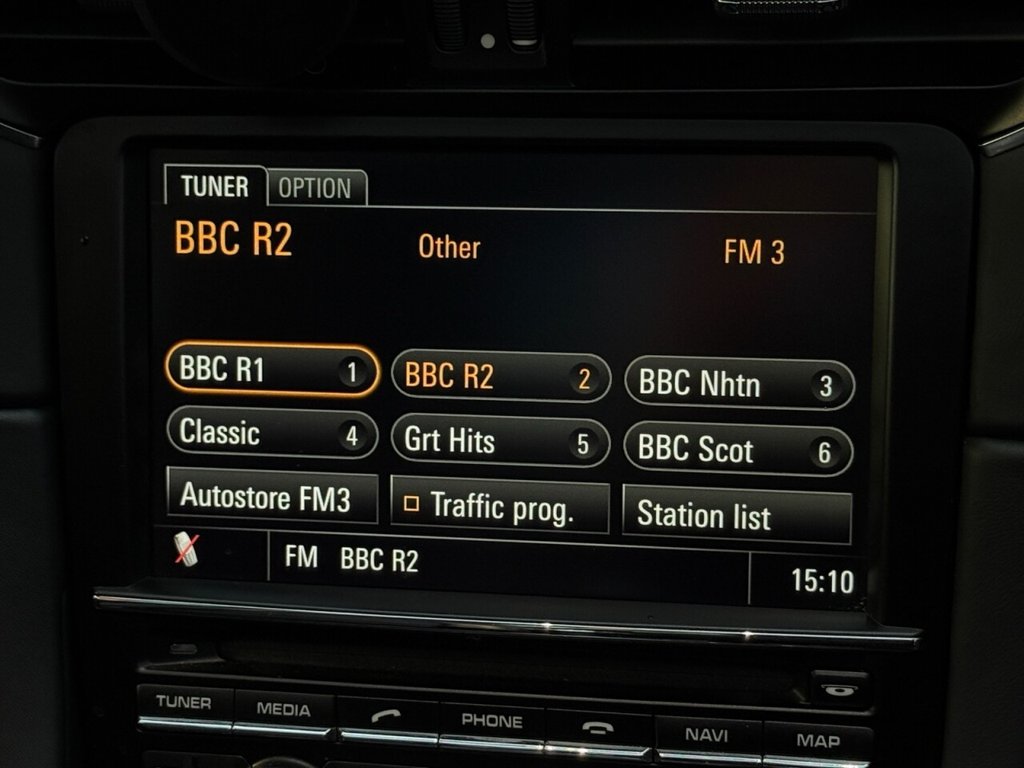 TUNER OPTION
BBC R2 Other FM 3
BBC R1 1 BBC R2 2 BBC Nhtn 3
Classic 4 Grt Hits 5 BBC Scot 6
Autostore FM3 Traffic prog. Station list
FM BBC R2 15:10
TUNER MEDIA PHONE NAVI MAP